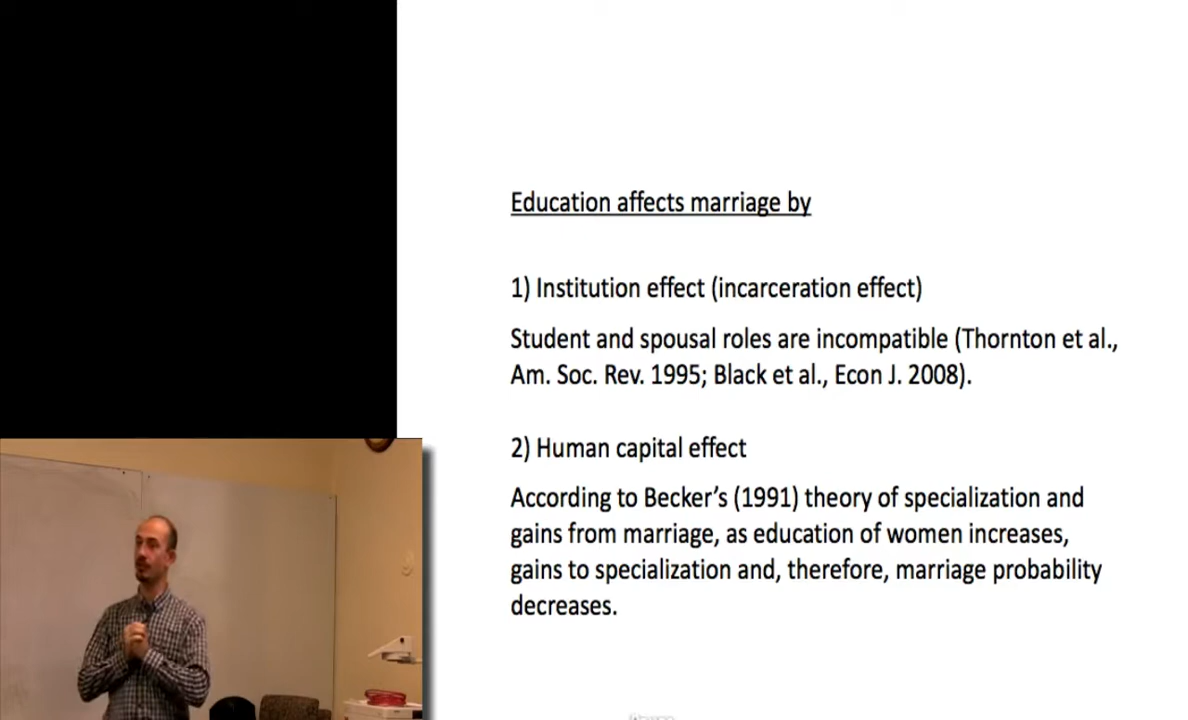 Education affects marriage by
1) Institution effect (incarceration effect)
Student and spousal roles are incompatible (Thornton et al.,
Am. Soc. Rev. 1995; Black et al., Econ J. 2008).
2) Human capital effect
According to Becker’s (1991) theory of specialization and
gains from marriage, as education of women increases,
gains to specialization and, therefore, marriage probability
decreases.